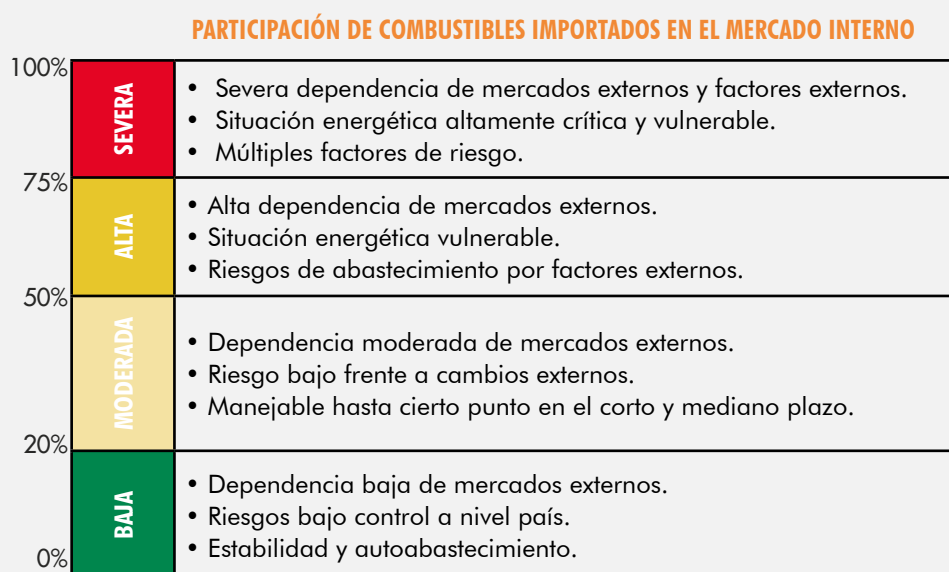 PARTICIPACIÓN DE COMBUSTIBLES IMPORTADOS EN EL MERCADO INTERNO
100%
SEVERA
• Severa dependencia de mercados externos y factores externos.
• Situación energética altamente crítica y vulnerable.
• Múltiples factores de riesgo.
75%
ALTA
• Alta dependencia de mercados externos.
• Situación energética vulnerable.
• Riesgos de abastecimiento por factores externos.
50%
MODERADA
• Dependencia moderada de mercados externos.
• Riesgo bajo frente a cambios externos.
• Manejable hasta cierto punto en el corto y mediano plazo.
20%
BAJA
• Dependencia baja de mercados externos.
• Riesgos bajo control a nivel país.
• Estabilidad y autoabastecimiento.
0%